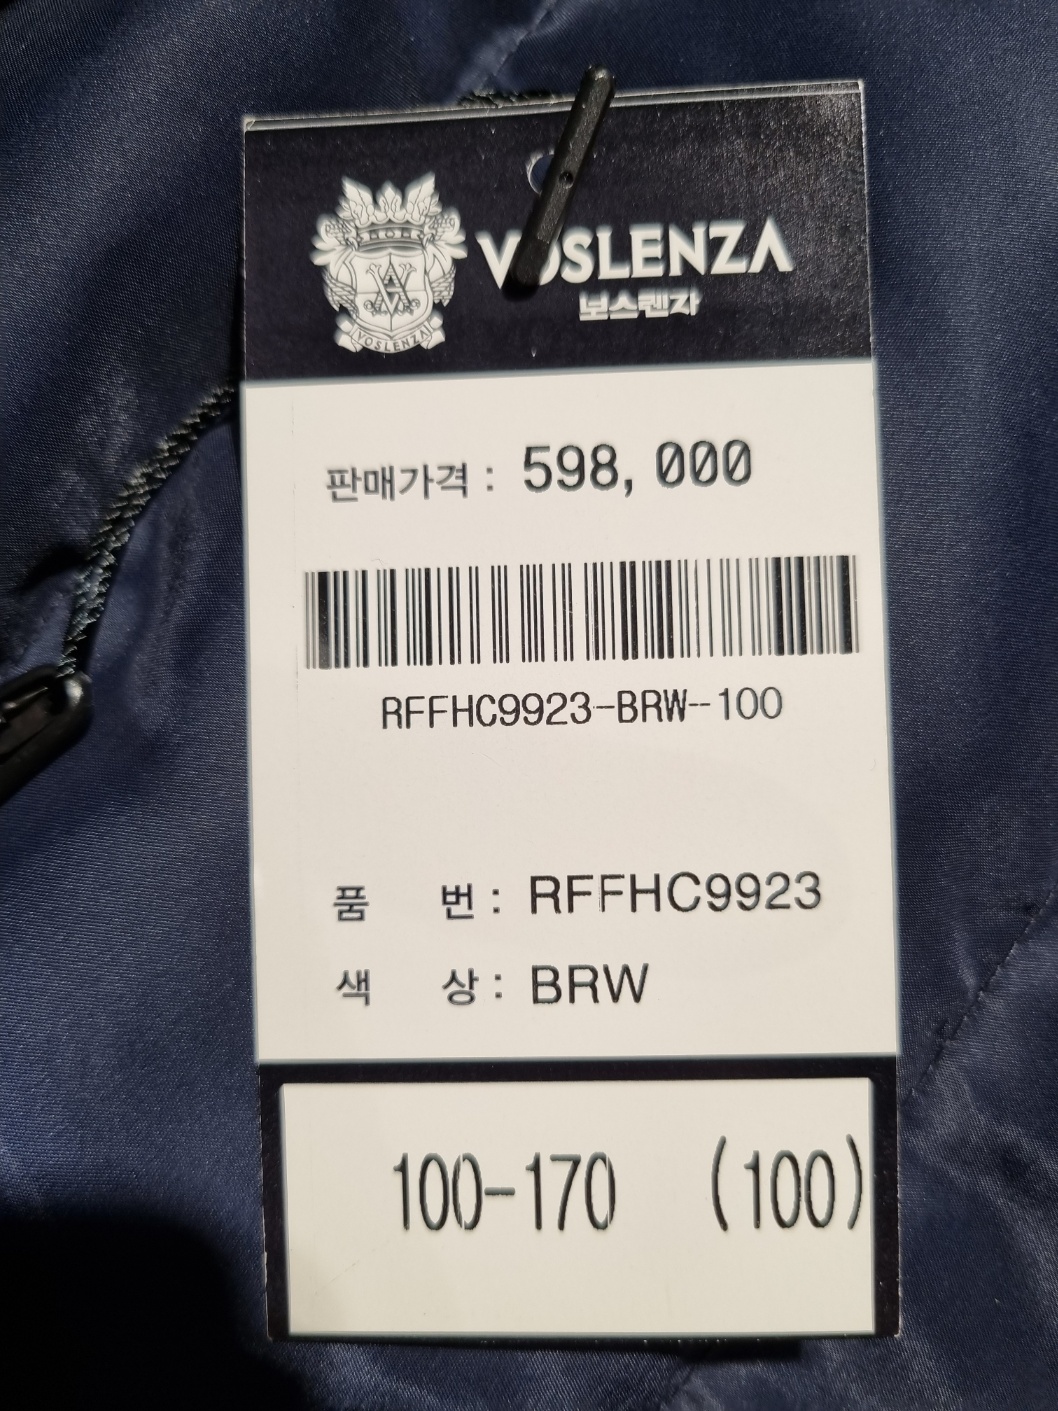 VOSLENZA
보스렌자
VOSLENZA
판매가격 : 598,000
RFFHC9923-BRW--100
품 번 : RFFHC9923
색 상 : BRW
100-170 (100)